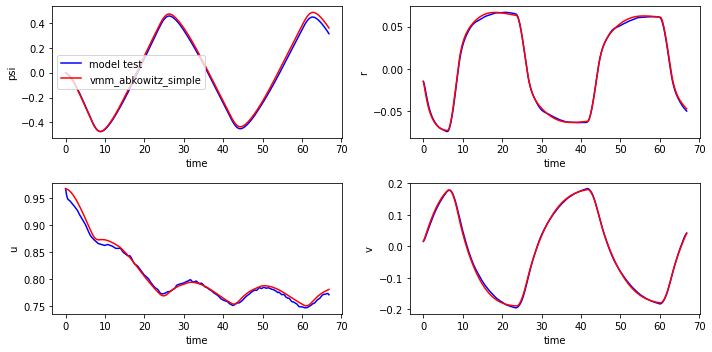 psi
0.4
0.2
0.0
−0.2
−0.4
model test
vmm_abkowitz_simple
0 10 20 30 40 50 60 70
time
r
0.05
0.00
−0.05
0 10 20 30 40 50 60 70
time
u
0.95
0.90
0.85
0.80
0.75
0 10 20 30 40 50 60 70
time
v
0.2
0.1
0.0
−0.1
−0.2
0 10 20 30 40 50 60 70
time